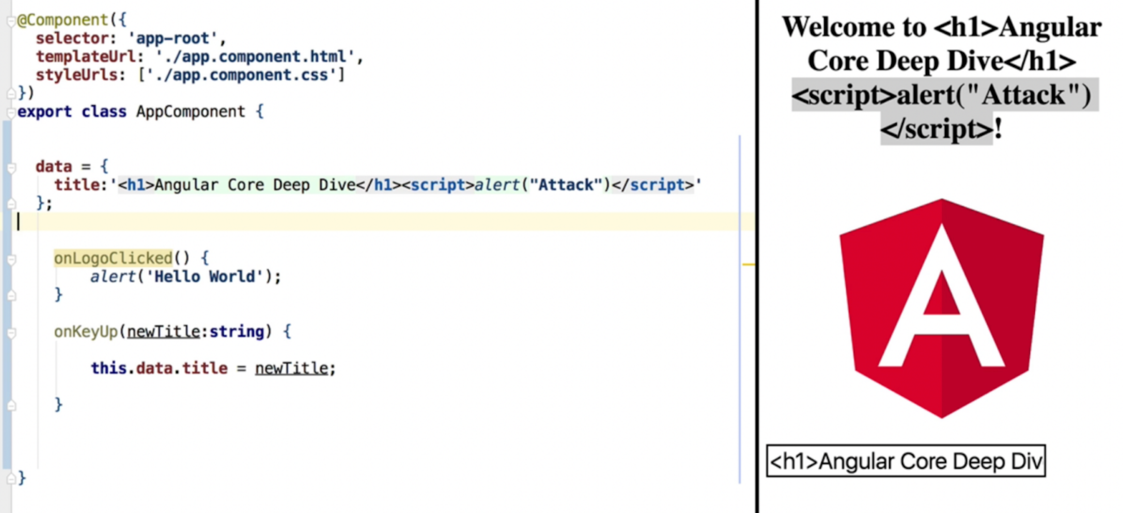 @Component({
selector: 'app-root',
templateUrl: './app.component.html',
styleUrls: ['./app.component.css']
})
export class AppComponent {
data = {
title:'<h1>Angular Core Deep Dive</h1><script>alert("Attack")</script>'
};
onLogoClicked() {
alert('Hello World');
}
onKeyUp(newTitle:string) {
this.data.title = newTitle;
}
}
Welcome to <h1>Angular
Core Deep Dive</h1>
<script>alert("Attack")
</script>!
A
<h1>Angular Core Deep Div